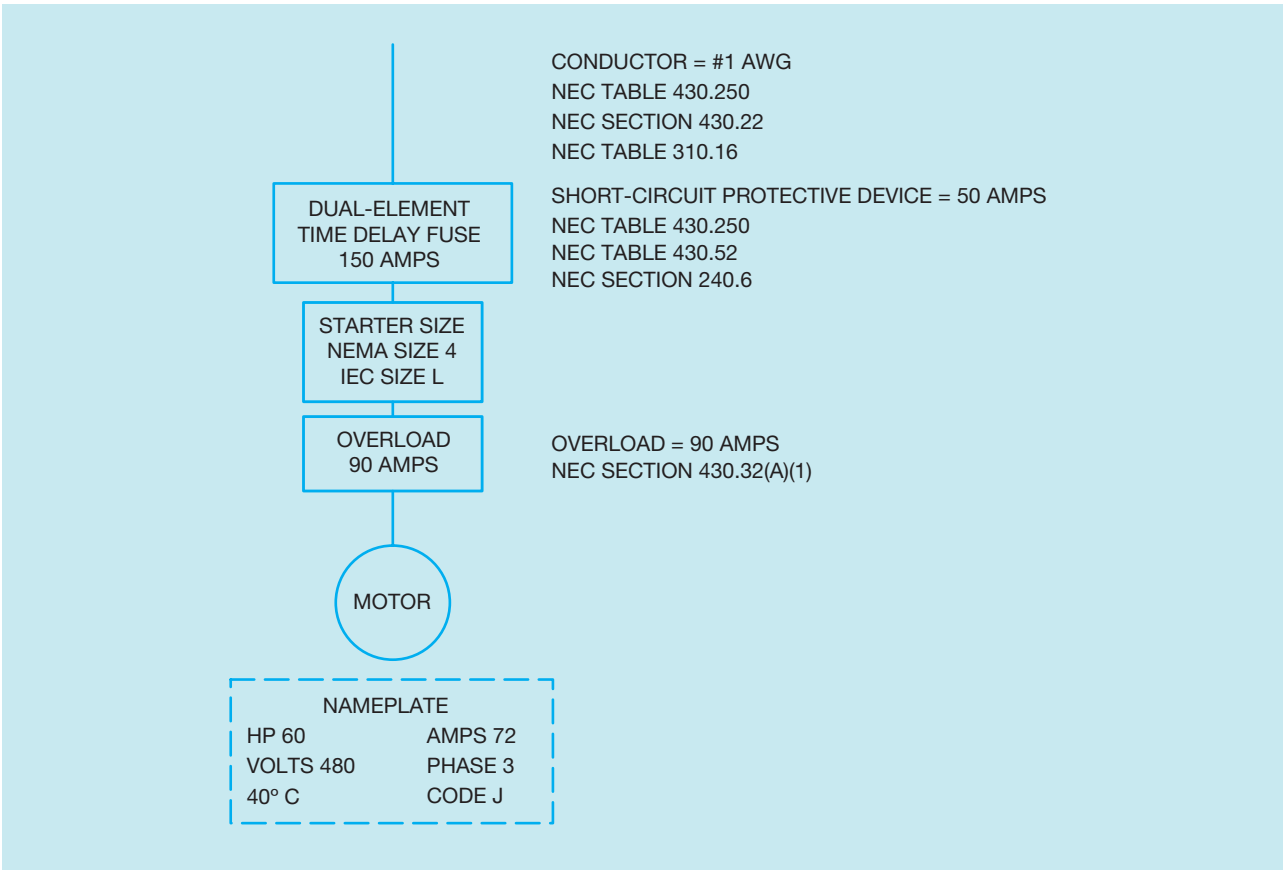 CONDUCTOR = #1 AWG
NEC TABLE 430.250
NEC SECTION 430.22
NEC TABLE 310.16
DUAL-ELEMENT
TIME DELAY FUSE
150 AMPS
SHORT-CIRCUIT PROTECTIVE DEVICE = 50 AMPS
NEC TABLE 430.250
NEC TABLE 430.52
NEC SECTION 240.6
STARTER SIZE
NEMA SIZE 4
IEC SIZE L
OVERLOAD
90 AMPS
OVERLOAD = 90 AMPS
NEC SECTION 430.32(A)(1)
MOTOR
NAMEPLATE
HP 60 AMPS 72
VOLTS 480 PHASE 3
40º C CODE J